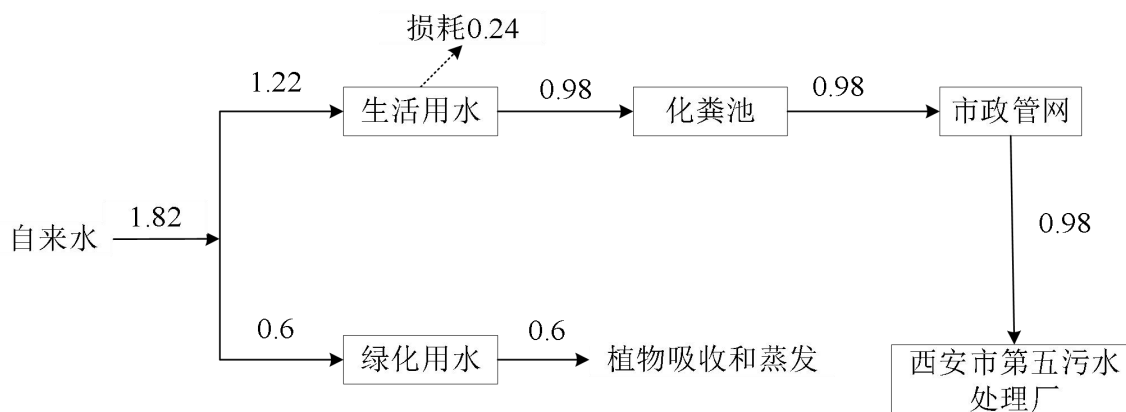 损耗0.24
1.22
生活用水
0.98
化粪池
0.98
市政管网
自来水
1.82
0.98
0.6
绿化用水
0.6
植物吸收和蒸发
西安市第五污水
处理厂